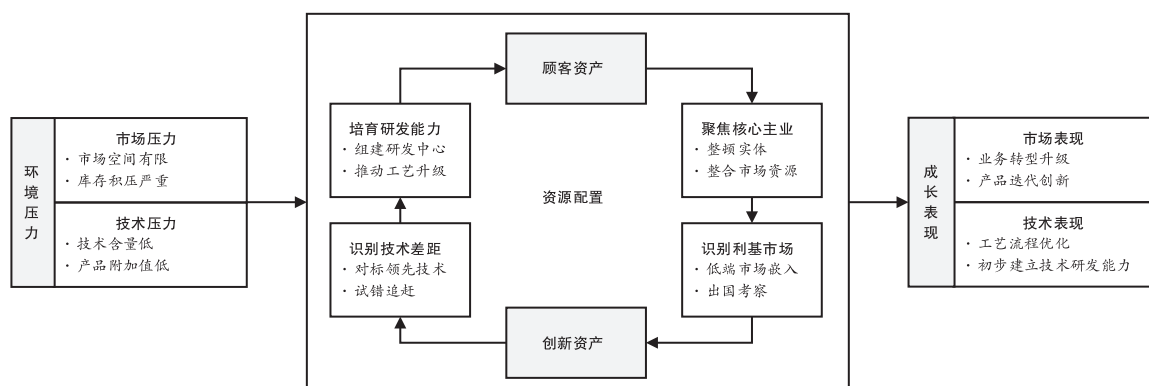 环境压力
市场压力
· 市场空间有限
· 库存积压严重
技术压力
· 技术含量低
· 产品附加值低
顾客资产
培育研发能力
· 组建研发中心
· 推动工艺升级
聚焦核心主业
· 整顿实体
· 整合市场资源
资源配置
识别技术差距
· 对标领先技术
· 试错追赶
识别利基市场
· 低端市场嵌入
· 出国考察
创新资产
成长表现
市场表现
· 业务转型升级
· 产品迭代创新
技术表现
· 工艺流程优化
· 初步建立技术研发能力